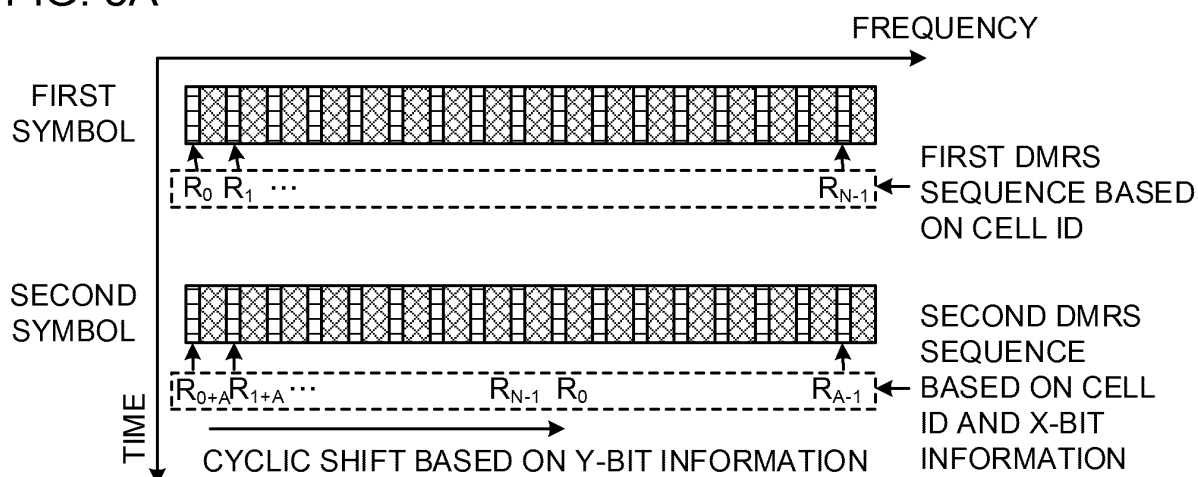 FREQUENCY
FIRST
SYMBOL
R0 R1 ... RN-1
FIRST DMRS
SEQUENCE BASED
ON CELL ID
SECOND
SYMBOL
R0+A R1+A ... RN-1 R0 RA-1
SECOND DMRS
SEQUENCE
BASED ON CELL
ID AND X-BIT
INFORMATION
TIME
CYCLIC SHIFT BASED ON Y-BIT INFORMATION